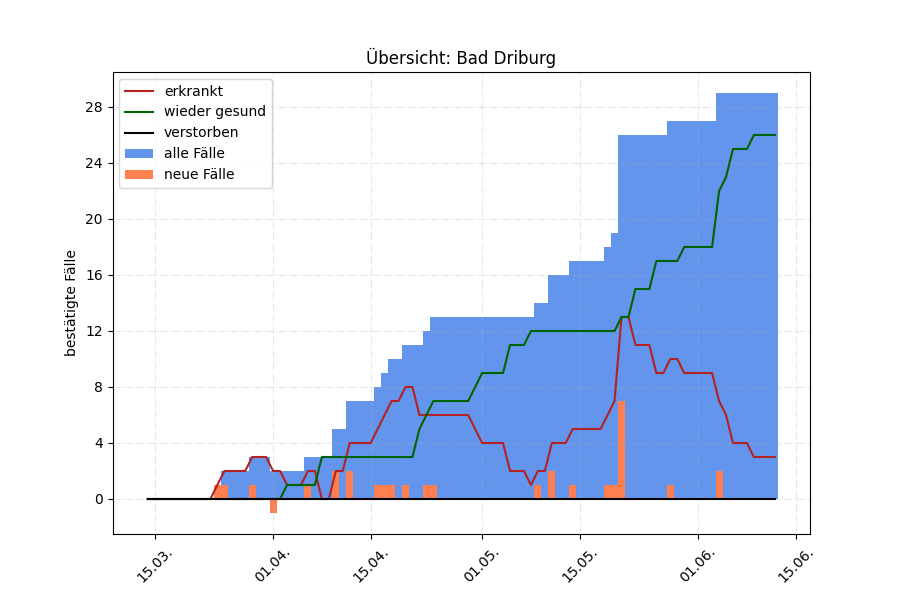 Übersicht: Bad Driburg
erkrankt
wieder gesund
verstorben
alle Fälle
neue Fälle
bestätigte Fälle
28
24
20
16
12
8
4
0
15.03.
01.04.
15.04.
01.05.
15.05.
01.06.
15.06.